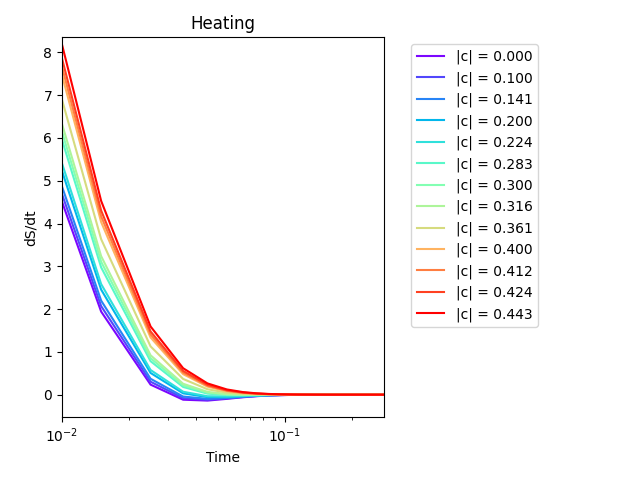 Heating
dS/dt
8
7
6
5
4
3
2
1
0
10⁻²
10⁻¹
Time
|c| = 0.000
|c| = 0.100
|c| = 0.141
|c| = 0.200
|c| = 0.224
|c| = 0.283
|c| = 0.300
|c| = 0.316
|c| = 0.361
|c| = 0.400
|c| = 0.412
|c| = 0.424
|c| = 0.443